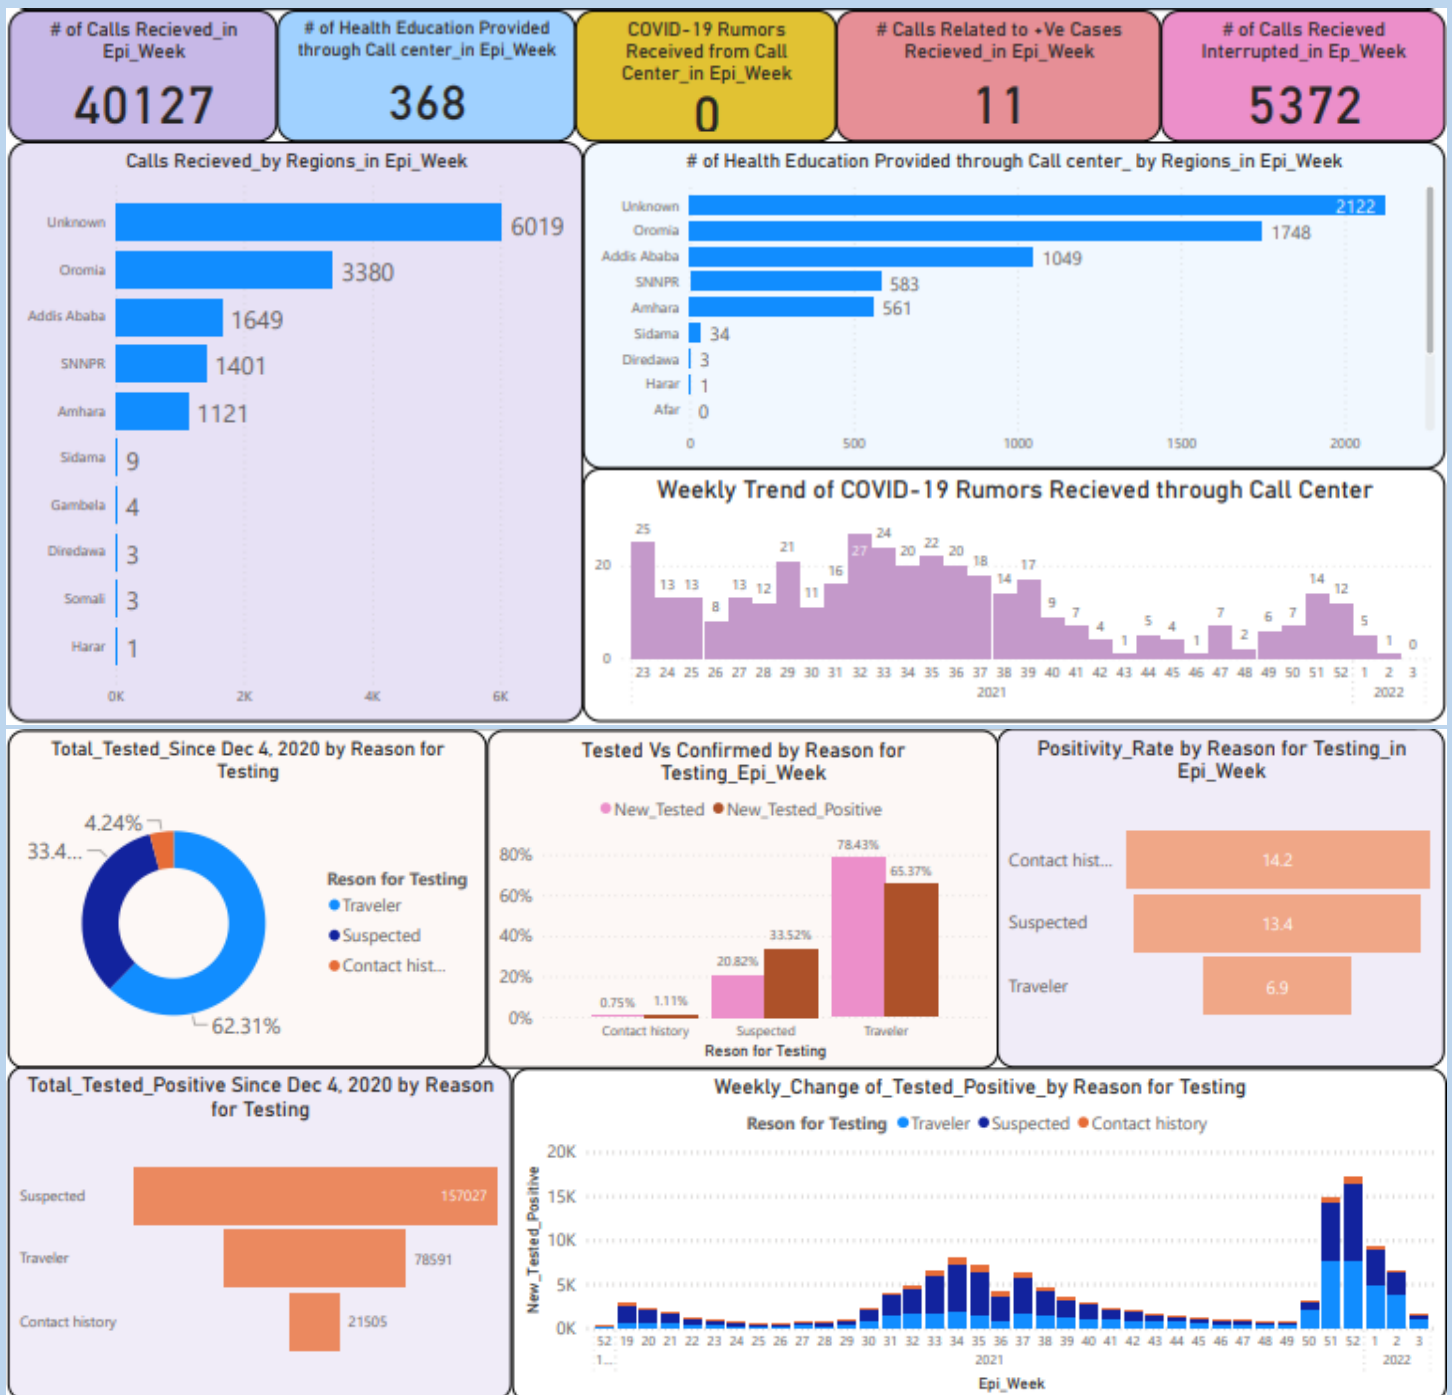 # of Calls Recieved_in
Epi_Week
40127
# of Health Education Provided
through Call center_in Epi_Week
368
COVID-19 Rumors
Received from Call
Center_in Epi_Week
0
# Calls Related to +Ve Cases
Recieved_in Epi_Week
11
# of Calls Recieved
Interrupted_in Ep_Week
5372
Calls Recieved_by Regions_in Epi_Week
Unknown 6019
Oromia 3380
Addis Ababa 1649
SNNPR 1401
Amhara 1121
Sidama 9
Gambela 4
Diredawa 3
Somali 3
Harar 1
0K 2K 4K 6K
# of Health Education Provided through Call center_ by Regions_in Epi_Week
Unknown 2122
Oromia 1748
Addis Ababa 1049
SNNPR 583
Amhara 561
Sidama 34
Diredawa 3
Harar 1
Afar 0
0 500 1000 1500 2000
Weekly Trend of COVID-19 Rumors Recieved through Call Center
20
0
25 13 13 8 13 12 21 11 16 27 24 20 22 20 18 14 17 9 7 4 1 5 4 1 7 2 6 7 14 12 5 1 0
23 24 25 26 27 28 29 30 31 32 33 34 35 36 37 38 39 40 41 42 43 44 45 46 47 48 49 50 51 52 1 2 3
2021 2022
Total_Tested_Since Dec 4, 2020 by Reason for
Testing
4.24%
33.4...
62.31%
Reson for Testing
Traveler
Suspected
Contact hist...
Tested Vs Confirmed by Reason for
Testing_Epi_Week
New_Tested New_Tested_Positive
80%
60%
40%
20%
0%
0.75% 1.11%
20.82% 33.52%
78.43% 65.37%
Contact history Suspected Traveler
Reson for Testing
Positivity_Rate by Reason for Testing_in
Epi_Week
Contact hist... 14.2
Suspected 13.4
Traveler 6.9
Total_Tested_Positive Since Dec 4, 2020 by Reason
for Testing
Suspected 157027
Traveler 78591
Contact history 21505
Weekly_Change of_Tested_Positive_by Reason for Testing
Reson for Testing Traveler Suspected Contact history
New_Tested_Positive
20K
15K
10K
5K
0K
52 19 20 21 22 23 24 25 26 27 28 29 30 31 32 33 34 35 36 37 38 39 40 41 42 43 44 45 46 47 48 49 50 51 52 1 2 3
1... 2021 2022
Epi_Week